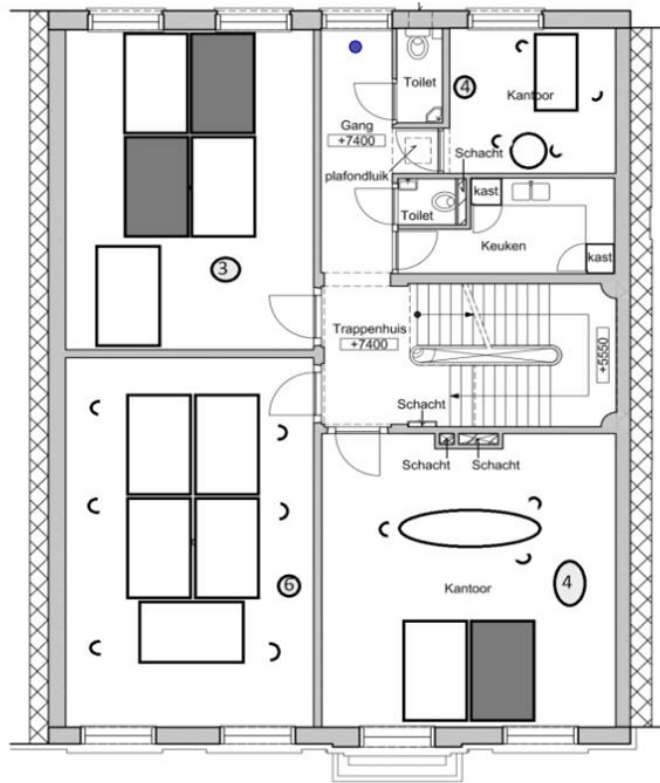 Toilet
4
Kantoor
Gang
+7400
Schacht
plafondluik
kast
Toilet
Keuken
kast
3
Trappenhuis
+7400
+5550
Schacht
Schacht
Schacht
6
Kantoor
4